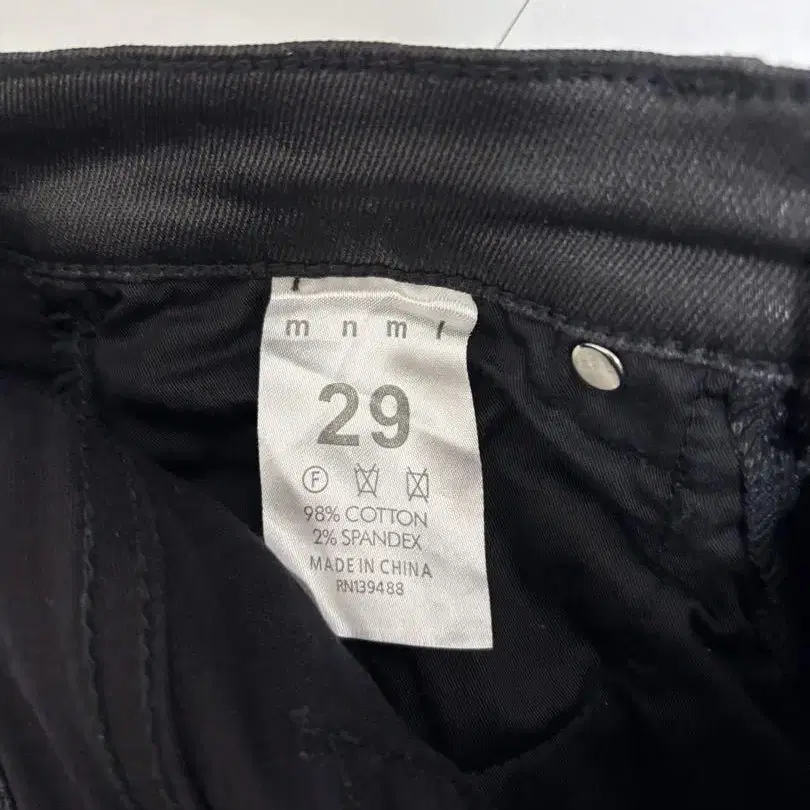 m n m l
29
F
98% COTTON
2% SPANDEX
MADE IN CHINA
RN139488